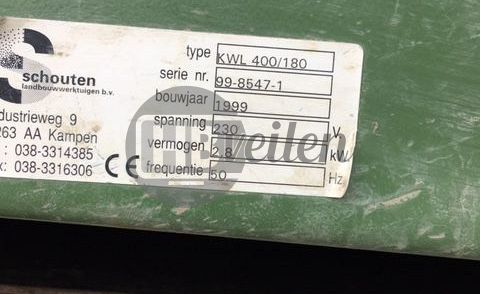 S
schouten
landbouwwerktuigen b.v.
dustrieweg 9
263 AA Kampen
: 038-3314385
x: 038-3316306
CE
type KWL 400/180
serie nr. 99-8547-1
bouwjaar 1999
spanning 230 V
vermogen 2,8 kW
frequentie 50 Hz
HB
veilen